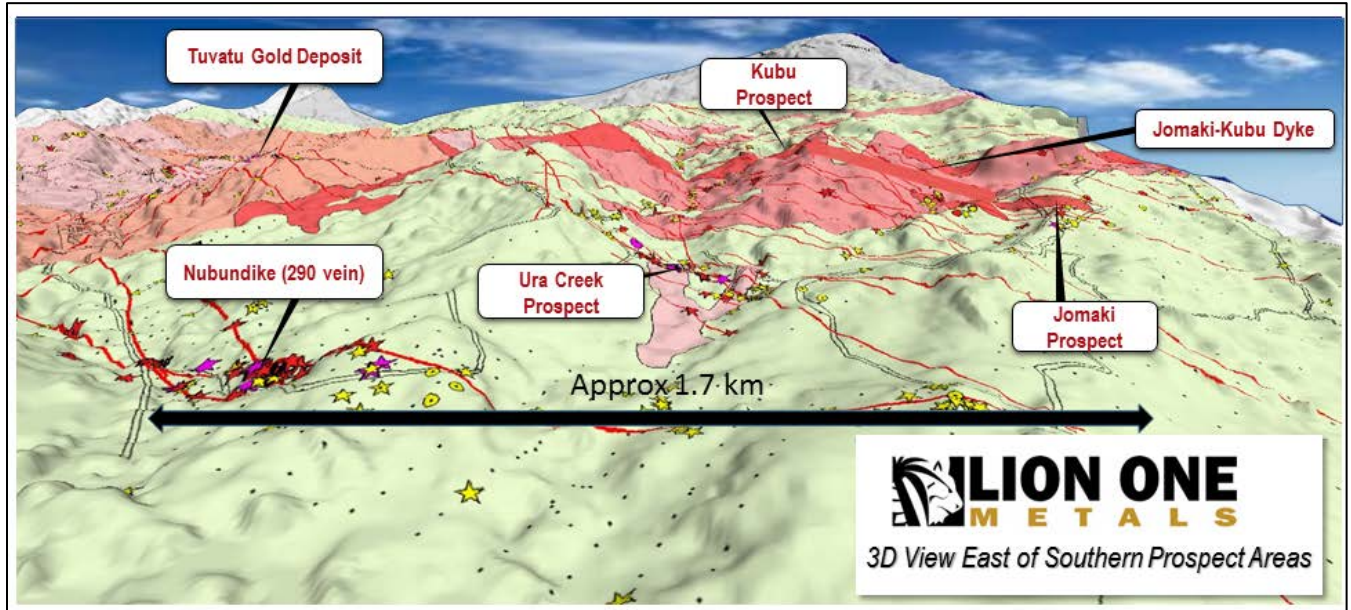 Tuvatu Gold Deposit
Kubu
Prospect
Jomaki-Kubu Dyke
Nubundike (290 vein)
Ura Creek
Prospect
Jomaki
Prospect
Approx 1.7 km
LION ONE
METALS
3D View East of Southern Prospect Areas